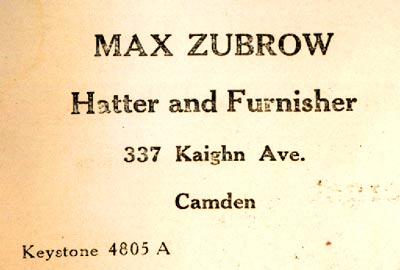 MAX ZUBROW
Hatter and Furnisher
337 Kaighn Ave.
Camden
Keystone 4805 A